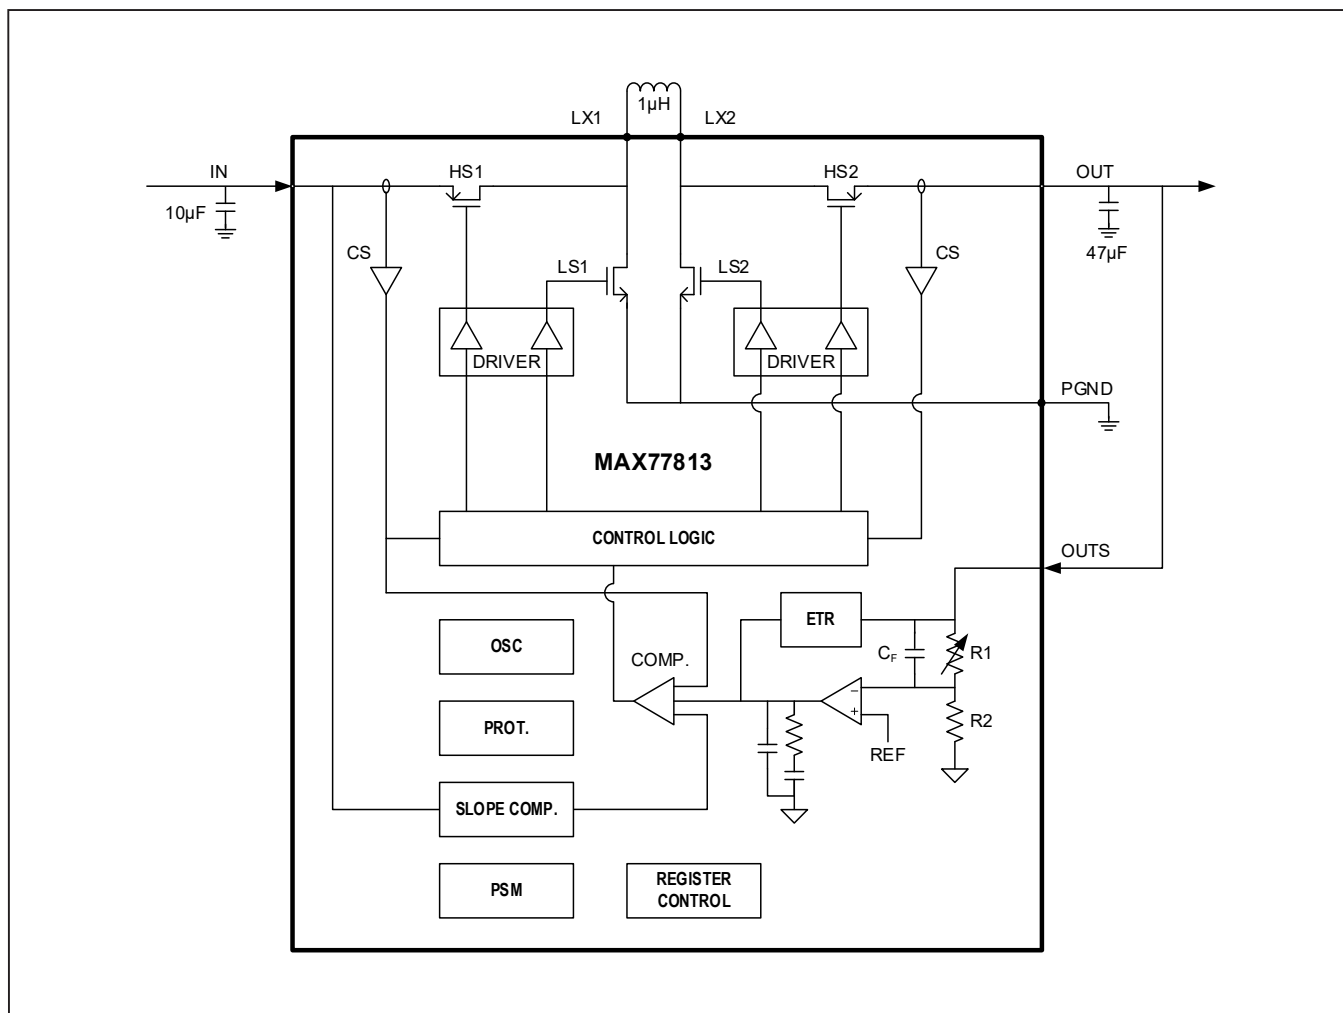 1µH
LX1
LX2
IN
HS1
HS2
OUT
10µF
47µF
CS
LS1
LS2
CS
DRIVER
DRIVER
PGND
MAX77813
CONTROL LOGIC
OUTS
ETR
OSC
COMP.
CF
R1
−
+
PROT.
REF
R2
SLOPE COMP.
PSM
REGISTER
CONTROL